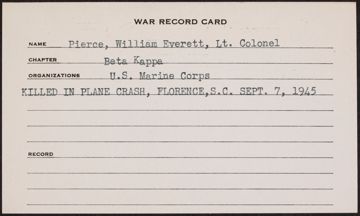 WAR RECORD CARD
NAME Pierce, William Everett, Lt. Colonel
CHAPTER Beta Kappa
ORGANIZATIONS U.S. Marine Corps
KILLED IN PLANE CRASH, FLORENCE,S.C. SEPT. 7, 1945
RECORD